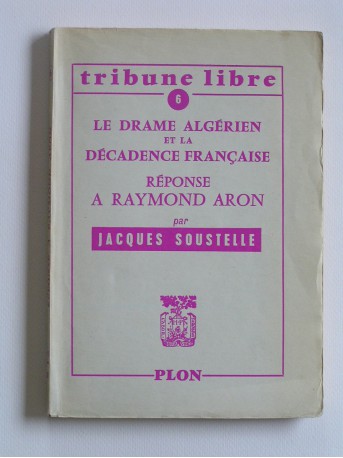 tribune libre
6
LE DRAME ALGÉRIEN
ET LA
DÉCADENCE FRANÇAISE
RÉPONSE
A RAYMOND ARON
par
JACQUES SOUSTELLE
PLON